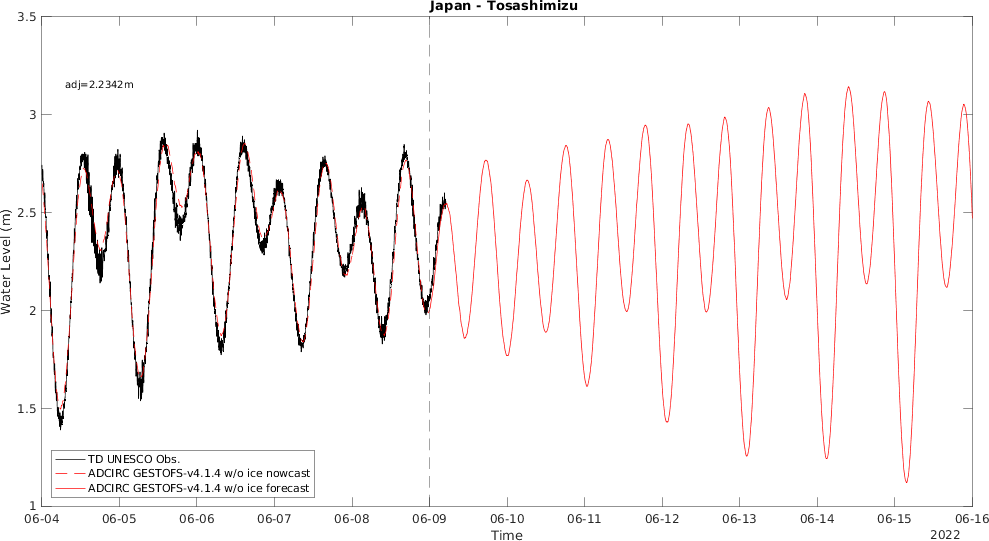 Japan - Tosashimizu
3.5
adj=2.2342m
3
2.5
Water Level (m)
2
1.5
TD UNESCO Obs.
ADCIRC GESTOFS-v4.1.4 w/o ice nowcast
ADCIRC GESTOFS-v4.1.4 w/o ice forecast
1
06-04 06-05 06-06 06-07 06-08 06-09 06-10 06-11 06-12 06-13 06-14 06-15 06-16
Time
2022